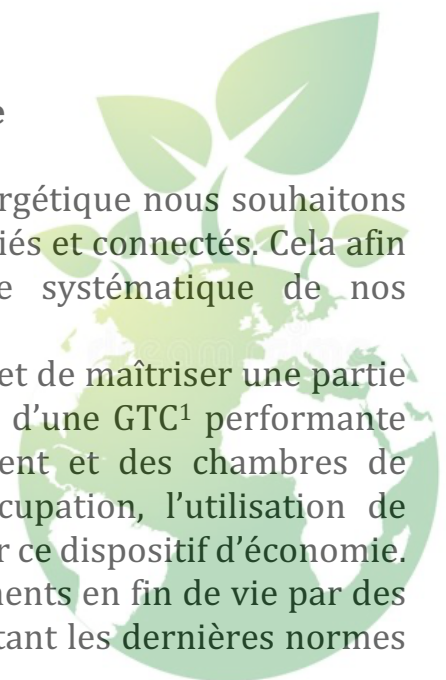 e
ergétique nous souhaitons
iés et connectés. Cela afin
e systématique de nos
et de maîtriser une partie
d'une GTC¹ performante
ent et des chambres de
cupation, l'utilisation de
r ce dispositif d'économie.
ments en fin de vie par des
tant les dernières normes